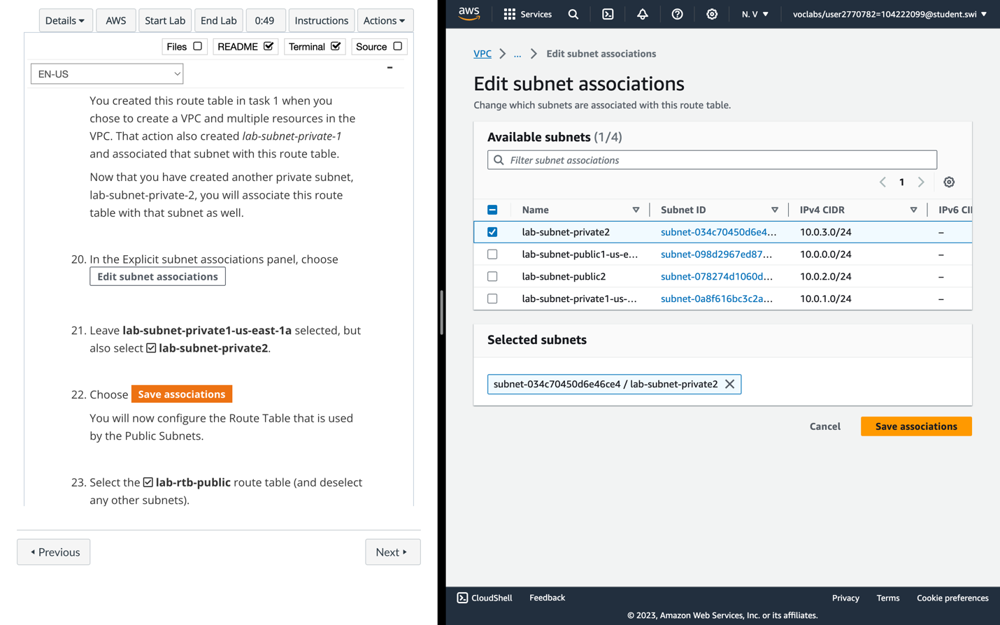 Details
AWS
Start Lab
End Lab
0:49
Instructions
Actions
Files
README
Terminal
Source
EN-US
You created this route table in task 1 when you
chose to create a VPC and multiple resources in the
VPC. That action also created lab-subnet-private-1
and associated that subnet with this route table.
Now that you have created another private subnet,
lab-subnet-private-2, you will associate this route
table with that subnet as well.
20. In the Explicit subnet associations panel, choose
Edit subnet associations
21. Leave lab-subnet-private1-us-east-1a selected, but
also select lab-subnet-private2.
22. Choose Save associations
You will now configure the Route Table that is used
by the Public Subnets.
23. Select the lab-rtb-public route table (and deselect
any other subnets).
Previous
Next
aws
Services
N. V
voclabs/user2770782=104222099@student.swi
VPC > ... > Edit subnet associations
Edit subnet associations
Change which subnets are associated with this route table.
Available subnets (1/4)
Filter subnet associations
1
Name Subnet ID IPv4 CIDR IPv6 CI
lab-subnet-private2 subnet-034c70450d6e4... 10.0.3.0/24 –
lab-subnet-public1-us-e... subnet-098d2967ed87... 10.0.0.0/24 –
lab-subnet-public2 subnet-078274d1060d... 10.0.2.0/24 –
lab-subnet-private1-us-... subnet-0a8f616bc3c2a... 10.0.1.0/24 –
Selected subnets
subnet-034c70450d6e46ce4 / lab-subnet-private2
Cancel
Save associations
CloudShell
Feedback
Privacy
Terms
Cookie preferences
© 2023, Amazon Web Services, Inc. or its affiliates.